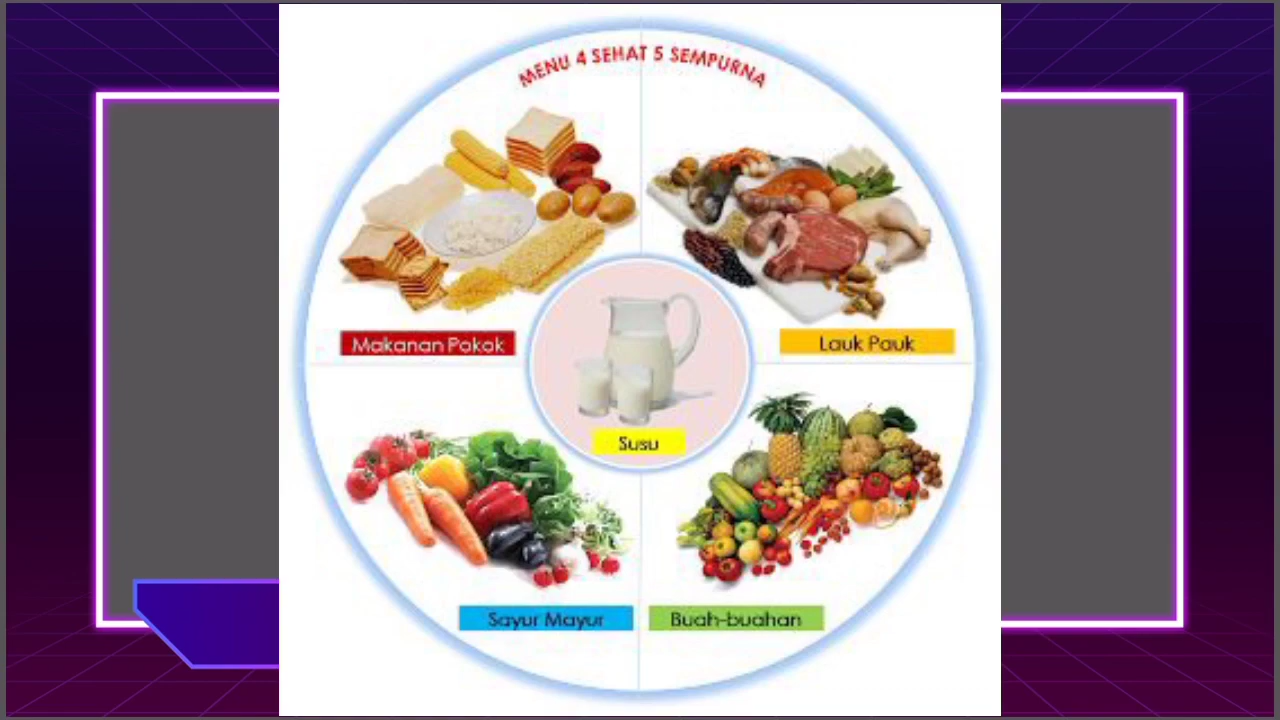 MENU 4 SEHAT 5 SEMPURNA
Makanan Pokok
Lauk Pauk
Susu
Sayur Mayur
Buah-buahan